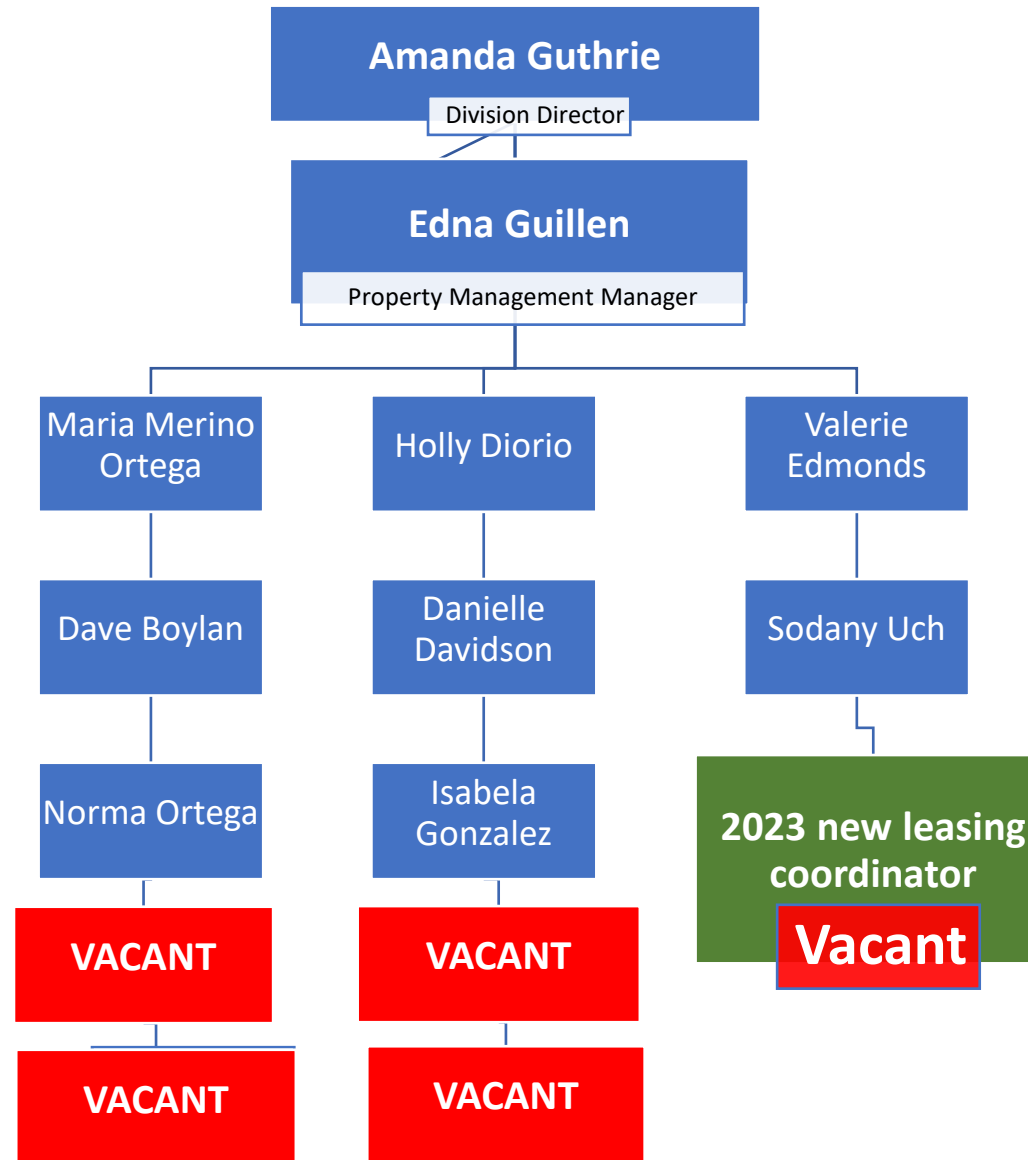 Amanda Guthrie
Division Director
Edna Guillen
Property Management Manager
Maria Merino
Ortega
Holly Diorio
Valerie
Edmonds
Dave Boylan
Danielle
Davidson
Sodany Uch
Norma Ortega
Isabela
Gonzalez
2023 new leasing
coordinator
Vacant
VACANT
VACANT
VACANT
VACANT